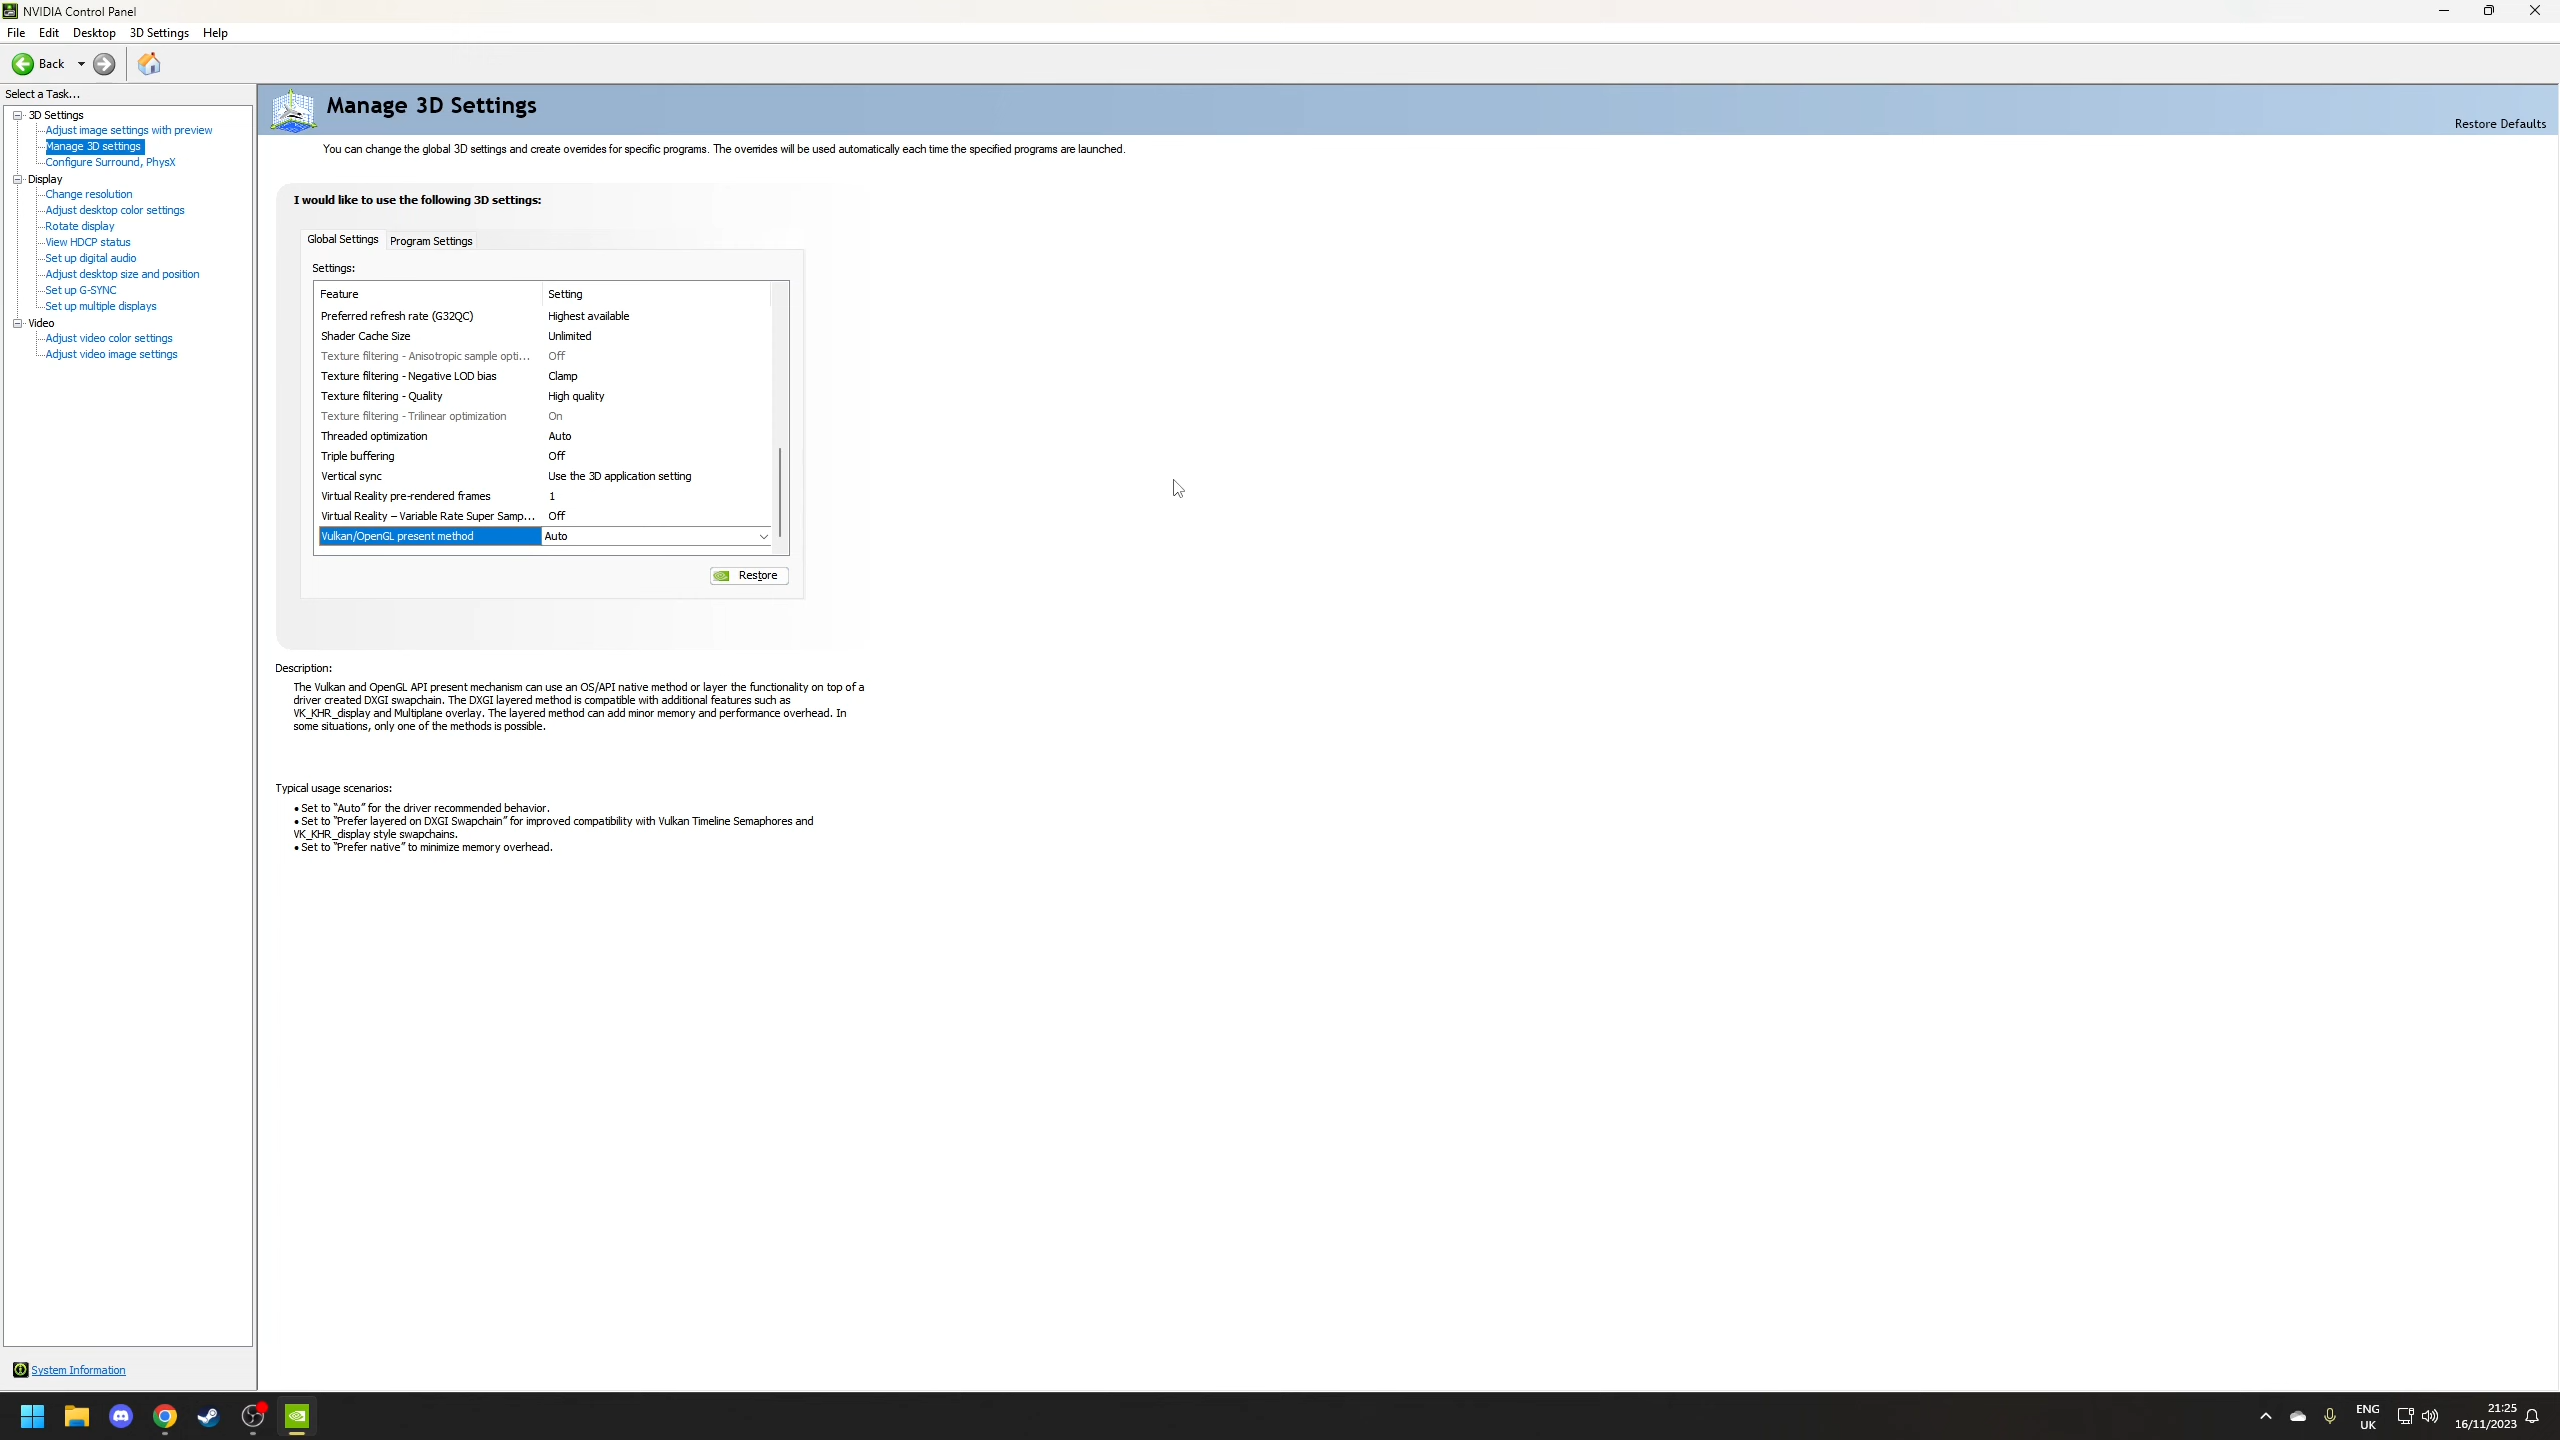 NVIDIA Control Panel
File Edit Desktop 3D Settings Help
Back
Select a Task...
3D Settings
Adjust image settings with preview
Manage 3D settings
Configure Surround, PhysX
Display
Change resolution
Adjust desktop color settings
Rotate display
View HDCP status
Set up digital audio
Adjust desktop size and position
Set up G-SYNC
Set up multiple displays
Video
Adjust video color settings
Adjust video image settings
System Information
Manage 3D Settings
Restore Defaults
You can change the global 3D settings and create overrides for specific programs. The overrides will be used automatically each time the specified programs are launched.
I would like to use the following 3D settings:
Global Settings Program Settings
Settings:
Feature Setting
Preferred refresh rate (G32QC) Highest available
Shader Cache Size Unlimited
Texture filtering - Anisotropic sample opti... Off
Texture filtering - Negative LOD bias Clamp
Texture filtering - Quality High quality
Texture filtering - Trilinear optimization On
Threaded optimization Auto
Triple buffering Off
Vertical sync Use the 3D application setting
Virtual Reality pre-rendered frames 1
Virtual Reality – Variable Rate Super Samp... Off
Vulkan/OpenGL present method Auto
Restore
Description:
The Vulkan and OpenGL API present mechanism can use an OS/API native method or layer the functionality on top of a
driver created DXGI swapchain. The DXGI layered method is compatible with additional features such as
VK_KHR_display and Multiplane overlay. The layered method can add minor memory and performance overhead. In
some situations, only one of the methods is possible.
Typical usage scenarios:
• Set to "Auto" for the driver recommended behavior.
• Set to "Prefer layered on DXGI Swapchain" for improved compatibility with Vulkan Timeline Semaphores and
VK_KHR_display style swapchains.
• Set to "Prefer native" to minimize memory overhead.
ENG
UK
21:25
16/11/2023